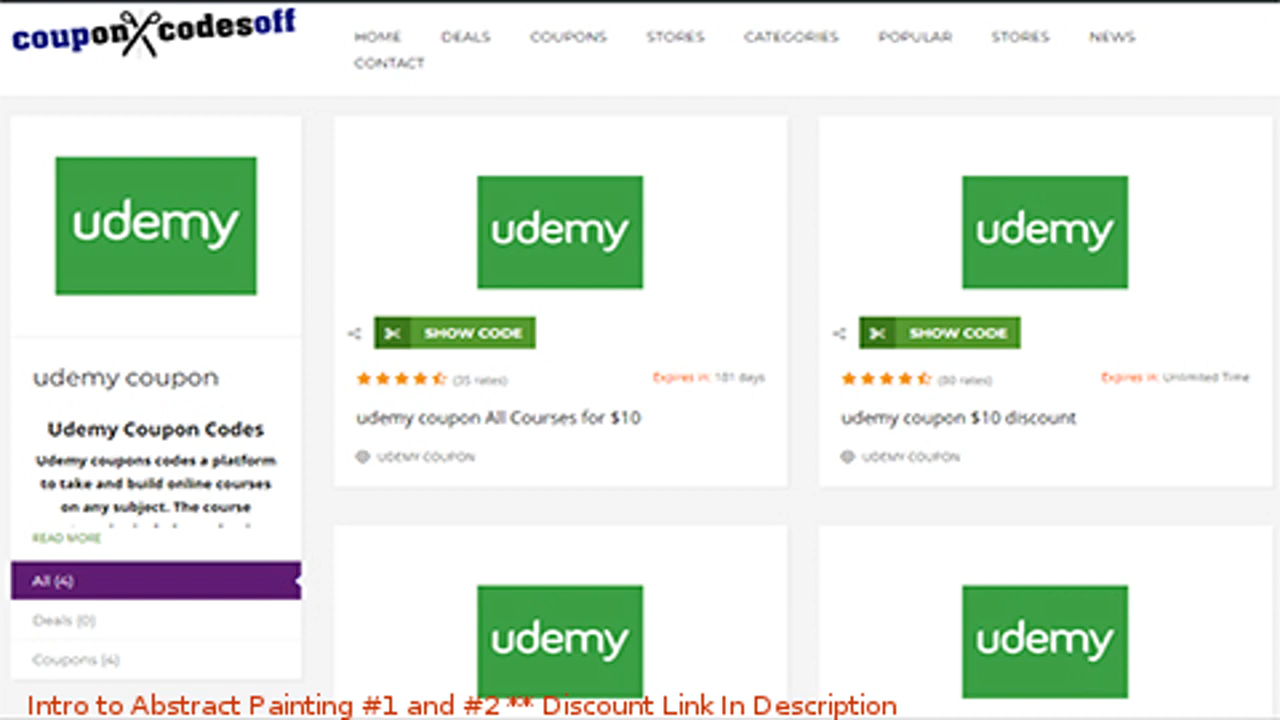 couponcodesoff
HOME DEALS COUPONS STORES CATEGORIES POPULAR STORES NEWS
CONTACT
udemy
udemy coupon
Udemy Coupon Codes
Udemy coupons codes a platform
to take and build online courses
on any subject. The course
READ MORE
All (4)
Deals (0)
Coupons (4)
udemy
SHOW CODE
(35 rates) Expires in: 181 days
udemy coupon All Courses for $10
UDEMY COUPON
udemy
SHOW CODE
(80 rates) Expires in: Unlimited Time
udemy coupon $10 discount
UDEMY COUPON
udemy
udemy
Intro to Abstract Painting #1 and #2 ** Discount Link In Description